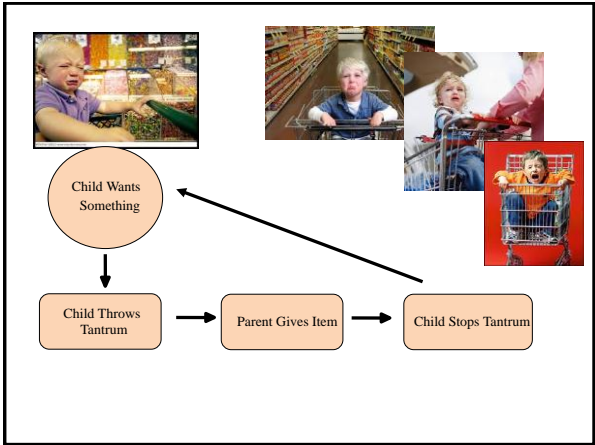 Child Wants
Something
Child Throws
Tantrum
Parent Gives Item
Child Stops Tantrum